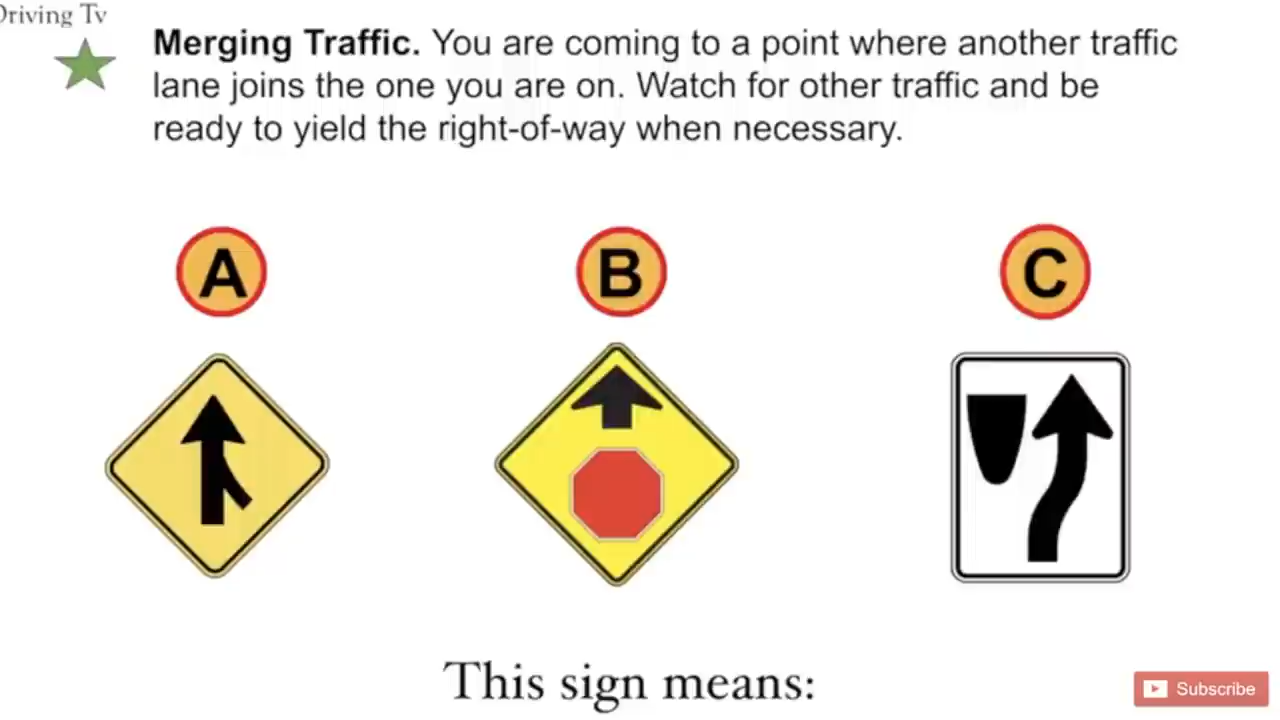 Driving Tv
Merging Traffic. You are coming to a point where another traffic
lane joins the one you are on. Watch for other traffic and be
ready to yield the right-of-way when necessary.
A B C
This sign means:
Subscribe